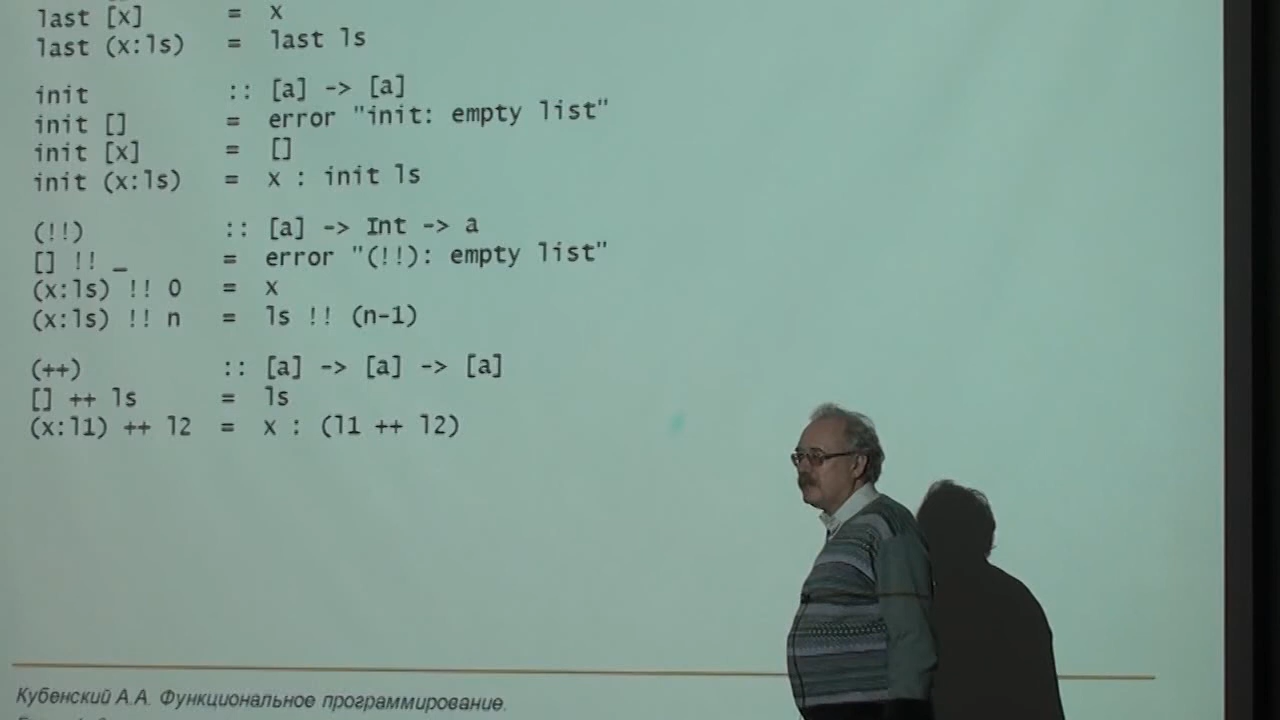 last [x] = x
last (x:ls) = last ls
init :: [a] -> [a]
init [] = error "init: empty list"
init [x] = []
init (x:ls) = x : init ls
(!!) :: [a] -> Int -> a
[] !! _ = error "(!!): empty list"
(x:ls) !! 0 = x
(x:ls) !! n = ls !! (n-1)
(++) :: [a] -> [a] -> [a]
[] ++ ls = ls
(x:l1) ++ l2 = x : (l1 ++ l2)
Кубенский А.А. Функциональное программирование.